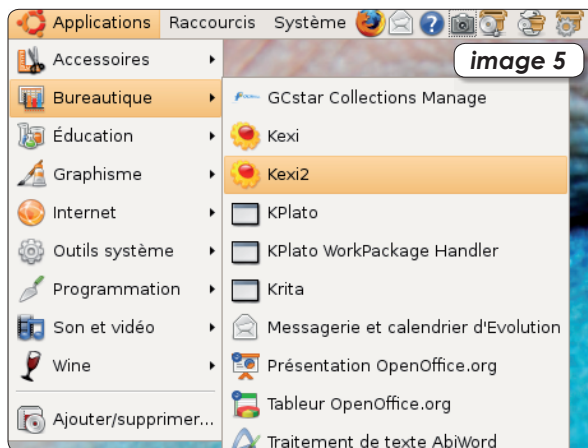 Applications Raccourcis Système
image 5
Accessoires
Bureautique
Éducation
Graphisme
Internet
Outils système
Programmation
Son et vidéo
Wine
Ajouter/supprimer...
GCstar Collections Manage
Kexi
Kexi2
KPlato
KPlato WorkPackage Handler
Krita
Messagerie et calendrier d'Evolution
Présentation OpenOffice.org
Tableur OpenOffice.org
Traitement de texte AbiWord